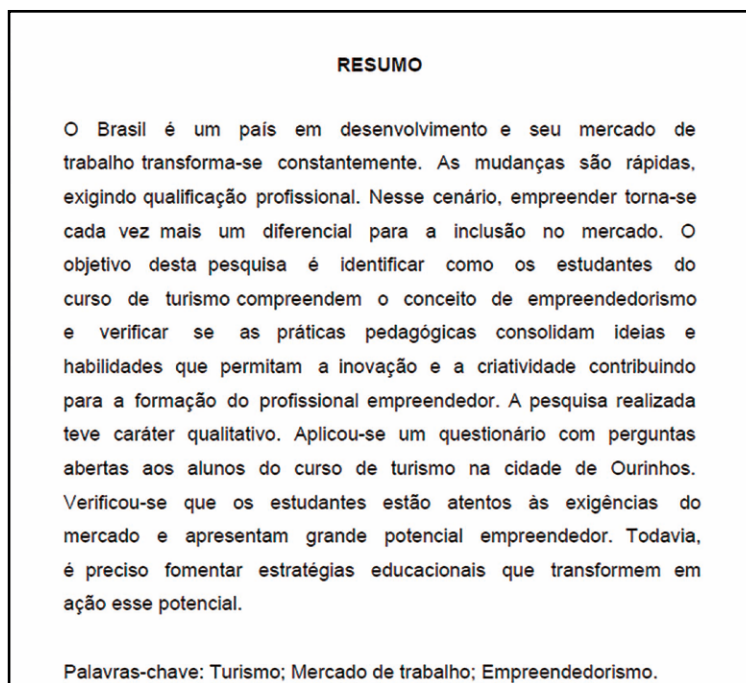 RESUMO
O Brasil é um país em desenvolvimento e seu mercado de
trabalho transforma-se constantemente. As mudanças são rápidas,
exigindo qualificação profissional. Nesse cenário, empreender torna-se
cada vez mais um diferencial para a inclusão no mercado. O
objetivo desta pesquisa é identificar como os estudantes do
curso de turismo compreendem o conceito de empreendedorismo
e verificar se as práticas pedagógicas consolidam ideias e
habilidades que permitam a inovação e a criatividade contribuindo
para a formação do profissional empreendedor. A pesquisa realizada
teve caráter qualitativo. Aplicou-se um questionário com perguntas
abertas aos alunos do curso de turismo na cidade de Ourinhos.
Verificou-se que os estudantes estão atentos às exigências do
mercado e apresentam grande potencial empreendedor. Todavia,
é preciso fomentar estratégias educacionais que transformem em
ação esse potencial.
Palavras-chave: Turismo; Mercado de trabalho; Empreendedorismo.